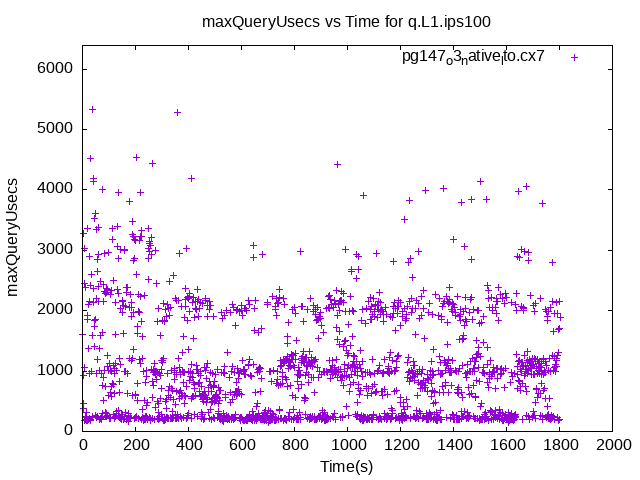 maxQueryUsecs vs Time for q.L1.ips100
pg147o3nativelto.cx7
6000
5000
4000
3000
2000
1000
0
maxQueryUsecs
0 200 400 600 800 1000 1200 1400 1600 1800 2000
Time(s)